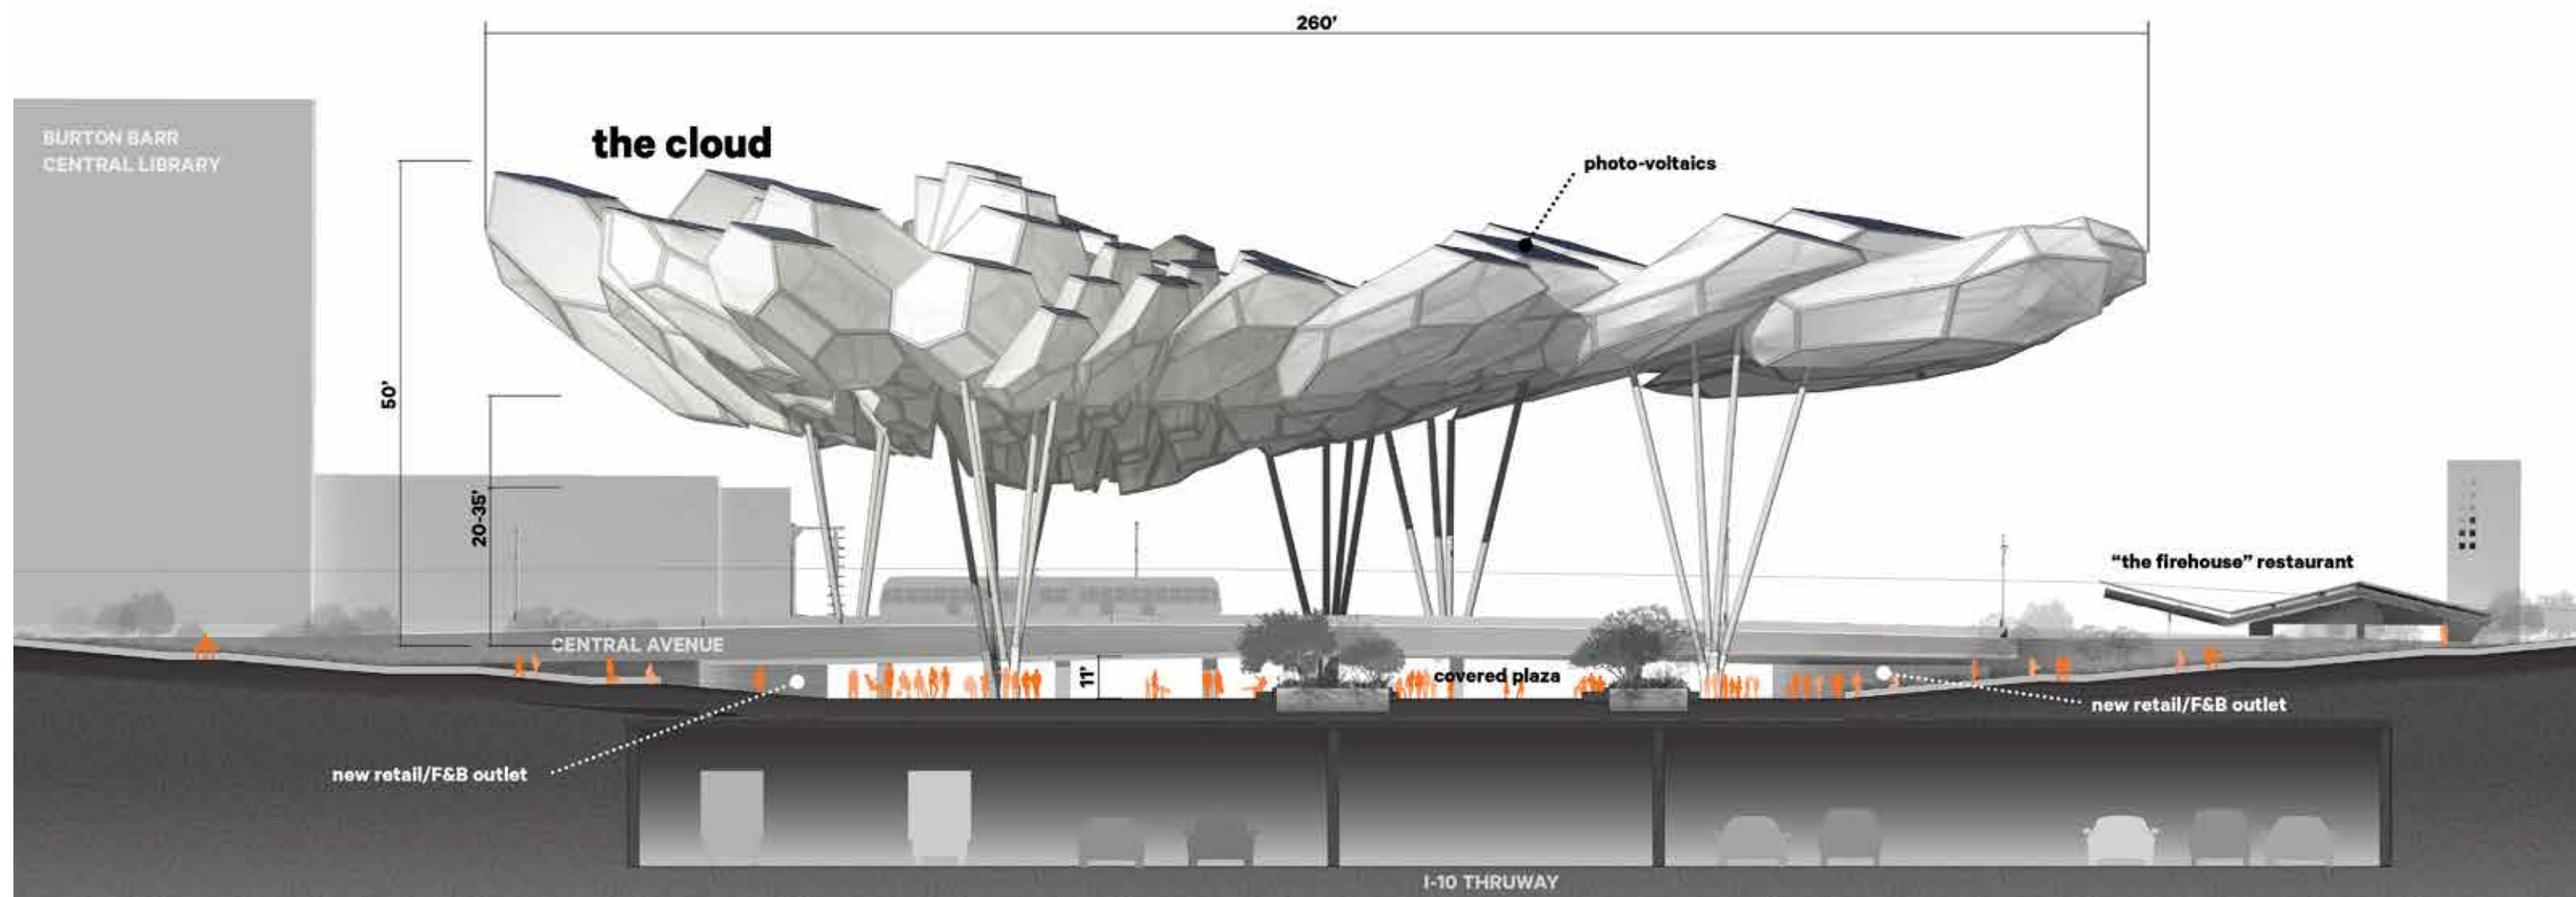 260’
BURTON BARR
CENTRAL LIBRARY
the cloud
photo-voltaics
50’
20-35’
“the firehouse” restaurant
CENTRAL AVENUE
11’
covered plaza
new retail/F&B outlet
new retail/F&B outlet
I-10 THRUWAY